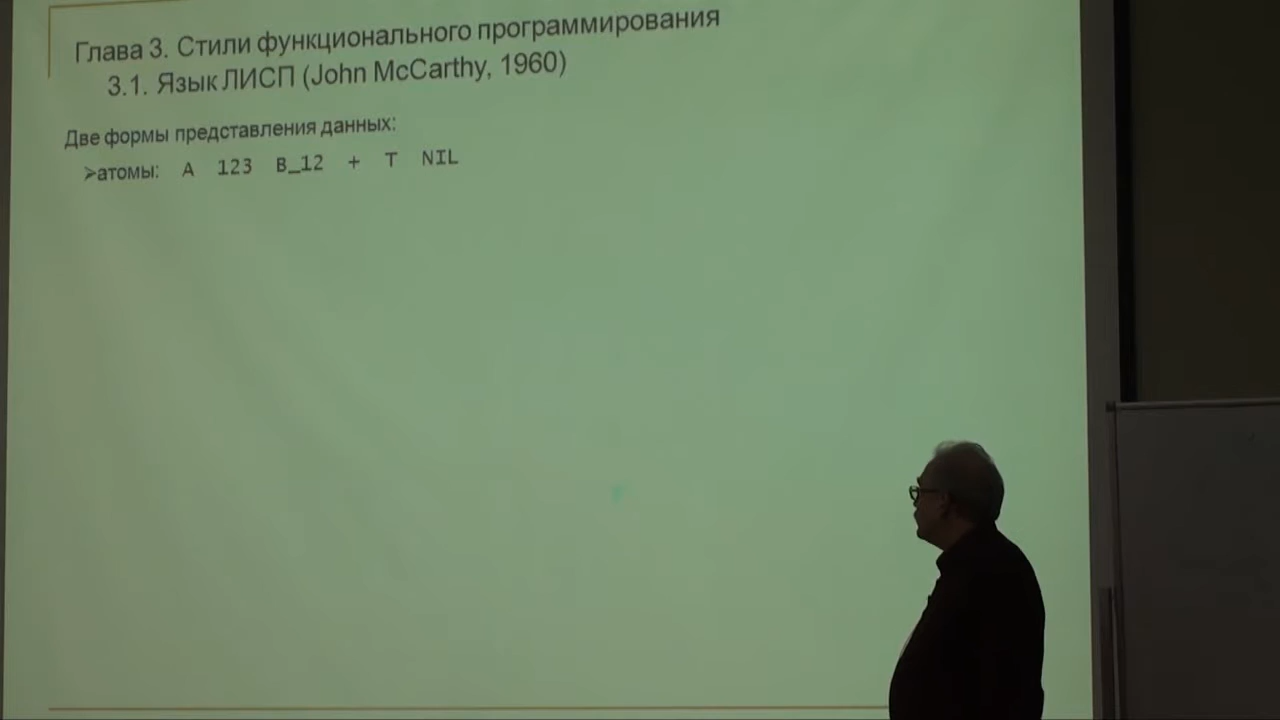 Глава 3. Стили функционального программирования
3.1. Язык ЛИСП (John McCarthy, 1960)
Две формы представления данных:
➢атомы: A 123 B_12 + T NIL